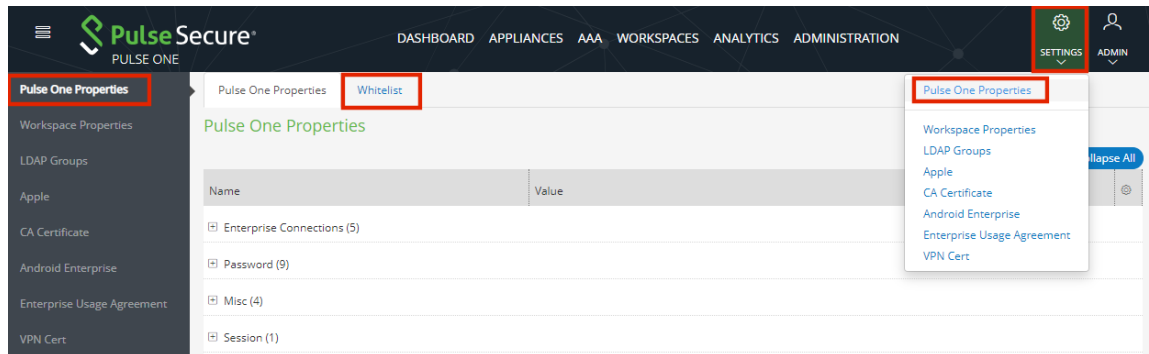 Pulse Secure
PULSE ONE
DASHBOARD APPLIANCES AAA WORKSPACES ANALYTICS ADMINISTRATION
SETTINGS
ADMIN
Pulse One Properties
Workspace Properties
LDAP Groups
Apple
CA Certificate
Android Enterprise
Enterprise Usage Agreement
VPN Cert
Pulse One Properties Whitelist
Pulse One Properties
llapse All
Name Value
Enterprise Connections (5)
Password (9)
Misc (4)
Session (1)
Pulse One Properties
Workspace Properties
LDAP Groups
Apple
CA Certificate
Android Enterprise
Enterprise Usage Agreement
VPN Cert